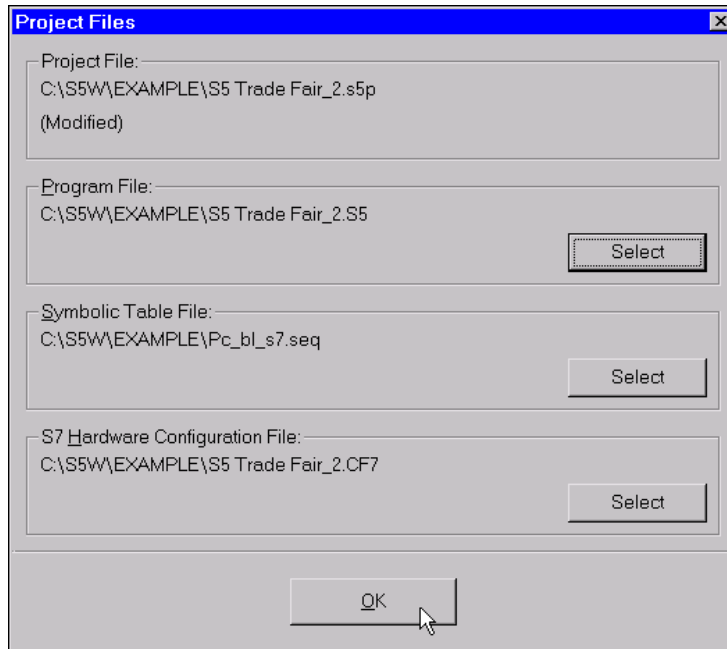 Project Files
Project File:
C:\S5W\EXAMPLE\S5 Trade Fair_2.s5p
(Modified)
Program File:
C:\S5W\EXAMPLE\S5 Trade Fair_2.S5
Select
Symbolic Table File:
C:\S5W\EXAMPLE\Pc_bl_s7.seq
Select
S7 Hardware Configuration File:
C:\S5W\EXAMPLE\S5 Trade Fair_2.CF7
Select
OK